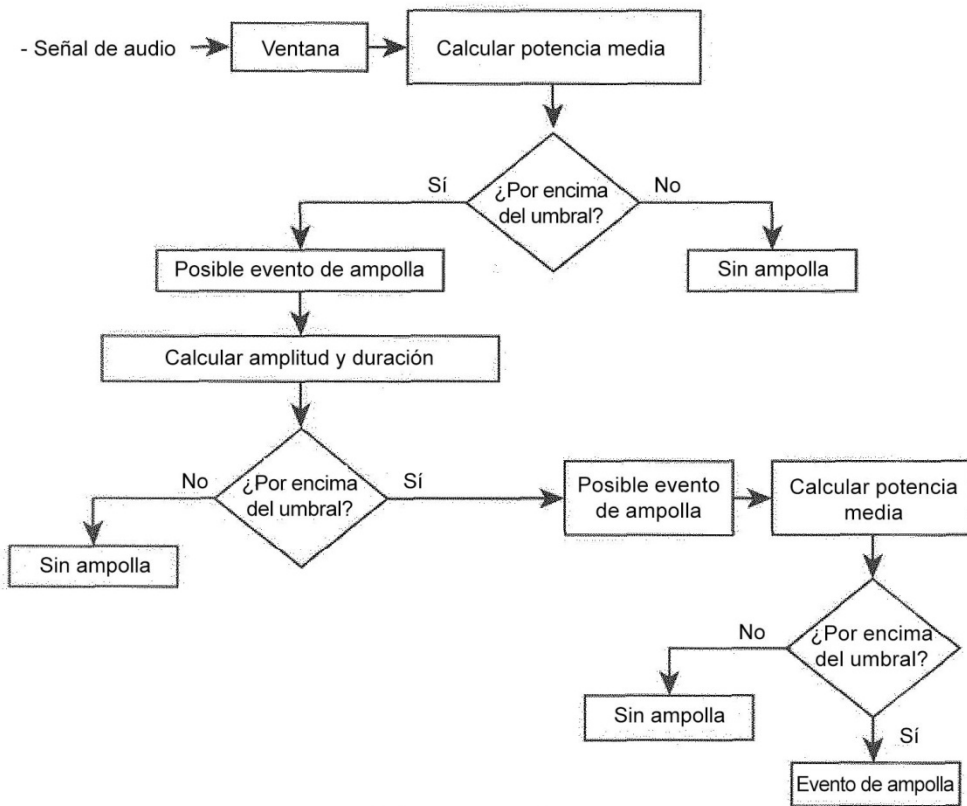 - Señal de audio
Ventana
Calcular potencia media
¿Por encima
del umbral?
Sí
No
Posible evento de ampolla
Sin ampolla
Calcular amplitud y duración
¿Por encima
del umbral?
No
Sí
Sin ampolla
Posible evento
de ampolla
Calcular potencia
media
¿Por encima
del umbral?
No
Sin ampolla
Sí
Evento de ampolla